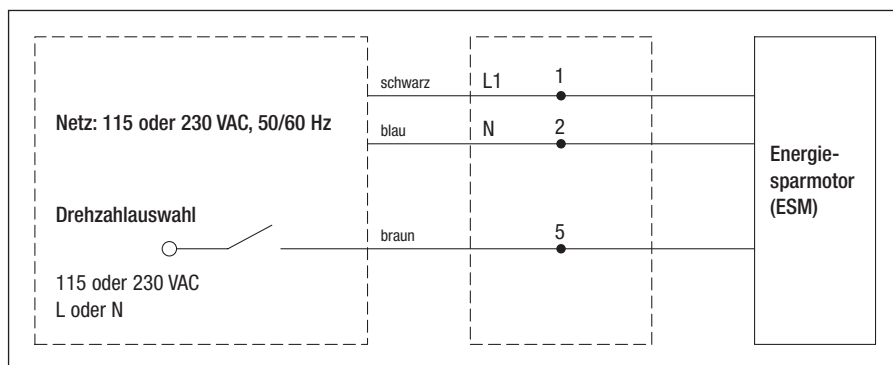 schwarz
L1
1
Netz: 115 oder 230 VAC, 50/60 Hz
blau
N
2
Energie-
sparmotor
(ESM)
Drehzahlauswahl
braun
5
115 oder 230 VAC
L oder N